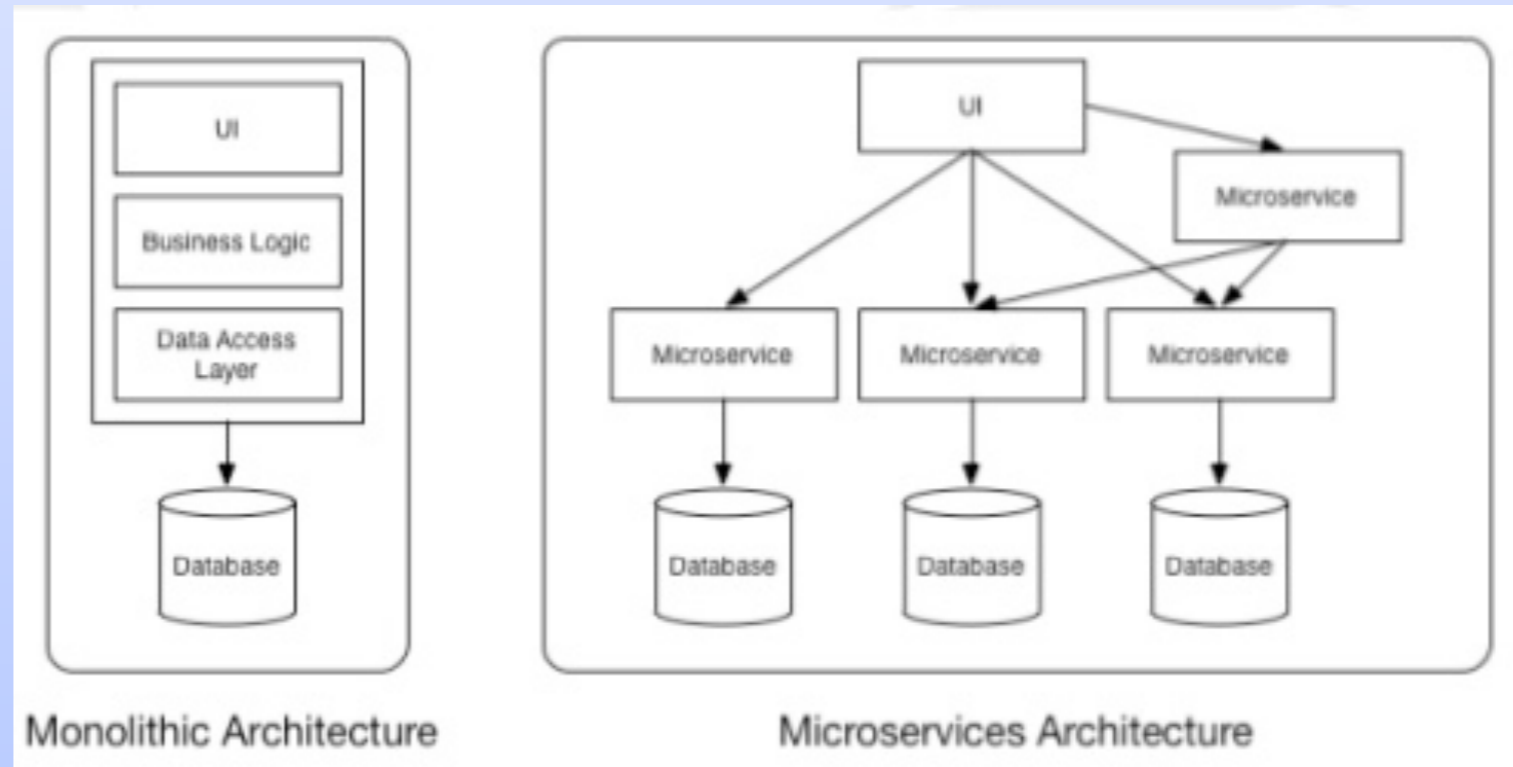 UI
Business Logic
Data Access
Layer
Database
Monolithic Architecture
UI
Microservice
Microservice
Microservice
Microservice
Database
Database
Database
Microservices Architecture